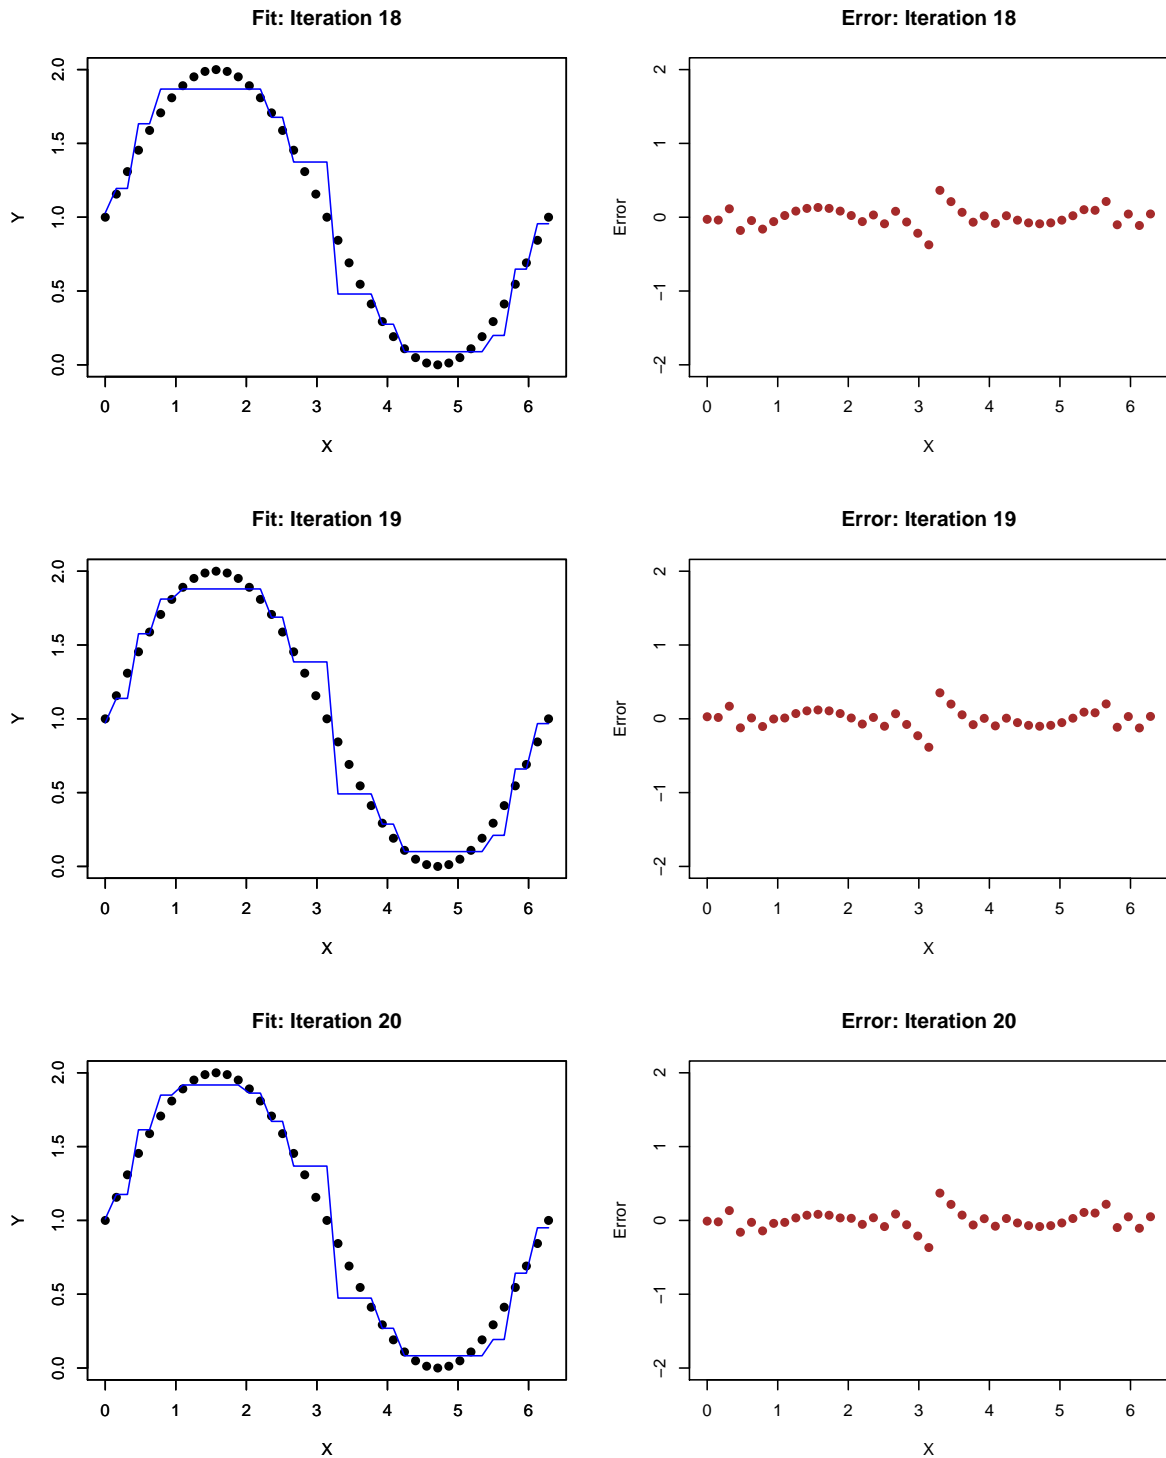 Fit: Iteration 18
Error: Iteration 18
Y
0.0 0.5 1.0 1.5 2.0
0 1 2 3 4 5 6
X
Error
−2 −1 0 1 2
0 1 2 3 4 5 6
X
Fit: Iteration 19
Error: Iteration 19
Y
0.0 0.5 1.0 1.5 2.0
0 1 2 3 4 5 6
X
Error
−2 −1 0 1 2
0 1 2 3 4 5 6
X
Fit: Iteration 20
Error: Iteration 20
Y
0.0 0.5 1.0 1.5 2.0
0 1 2 3 4 5 6
X
Error
−2 −1 0 1 2
0 1 2 3 4 5 6
X